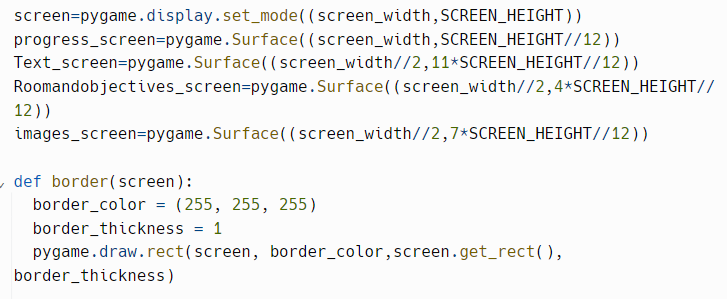 screen=pygame.display.set_mode((screen_width,SCREEN_HEIGHT))
progress_screen=pygame.Surface((screen_width,SCREEN_HEIGHT//12))
Text_screen=pygame.Surface((screen_width//2,11*SCREEN_HEIGHT//12))
Roomandobjectives_screen=pygame.Surface((screen_width//2,4*SCREEN_HEIGHT//
12))
images_screen=pygame.Surface((screen_width//2,7*SCREEN_HEIGHT//12))

def border(screen):
  border_color = (255, 255, 255)
  border_thickness = 1
  pygame.draw.rect(screen, border_color,screen.get_rect(),
border_thickness)